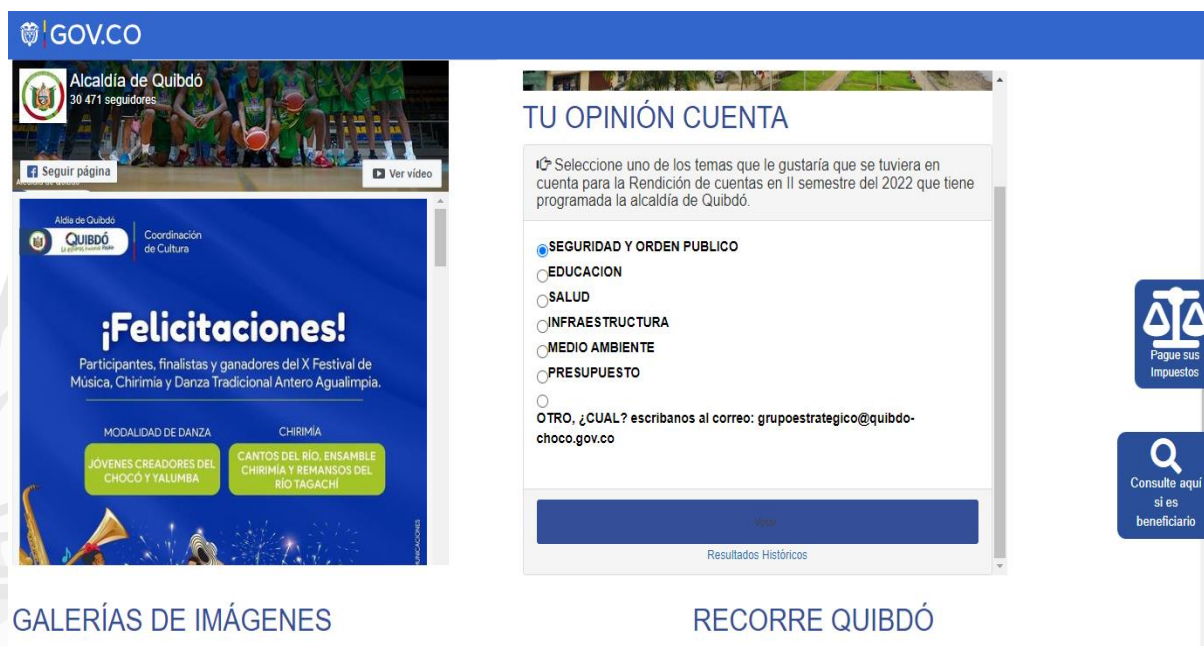 GOV.CO
Alcaldía de Quibdó
30 471 seguidores
Seguir página
Ver vídeo
Aldía de Quibdó
QUIBDÓ
Coordinación
de Cultura
¡Felicitaciones!
Participantes, finalistas y ganadores del X Festival de
Música, Chirimía y Danza Tradicional Antero Agualimpia.
MODALIDAD DE DANZA
JÓVENES CREADORES DEL
CHOCÓ Y YALUMBA
CHIRIMÍA
CANTOS DEL RÍO, ENSAMBLE
CHIRIMÍA Y REMANSOS DEL
RÍO TAGACHÍ
TU OPINIÓN CUENTA
Seleccione uno de los temas que le gustaría que se tuviera en
cuenta para la Rendición de cuentas en II semestre del 2022 que tiene
programada la alcaldía de Quibdó.
SEGURIDAD Y ORDEN PUBLICO
EDUCACION
SALUD
INFRAESTRUCTURA
MEDIO AMBIENTE
PRESUPUESTO
OTRO, ¿CUAL? escribanos al correo: grupoestrategico@quibdo-
choco.gov.co
Resultados Históricos
Pague sus
Impuestos
Consulte aquí
si es
beneficiario
GALERÍAS DE IMÁGENES
RECORRE QUIBDÓ